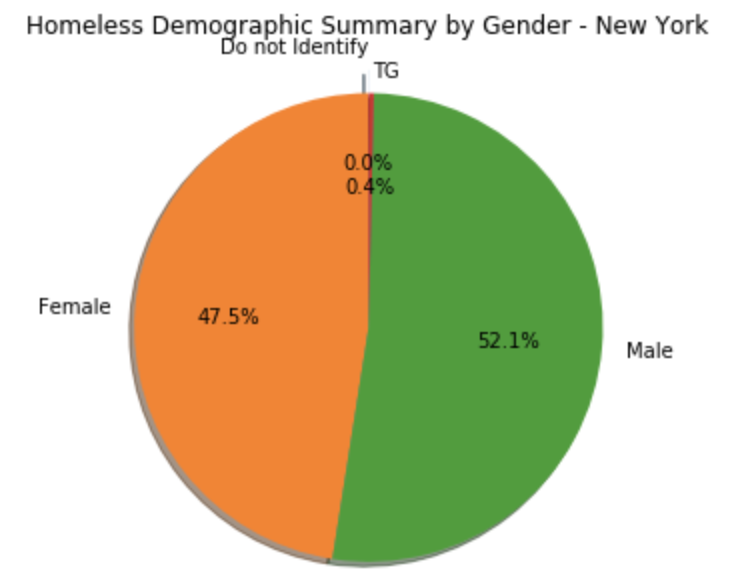 Homeless Demographic Summary by Gender - New York
Do not Identify
TG
0.0%
0.4%
Female
47.5%
52.1%
Male